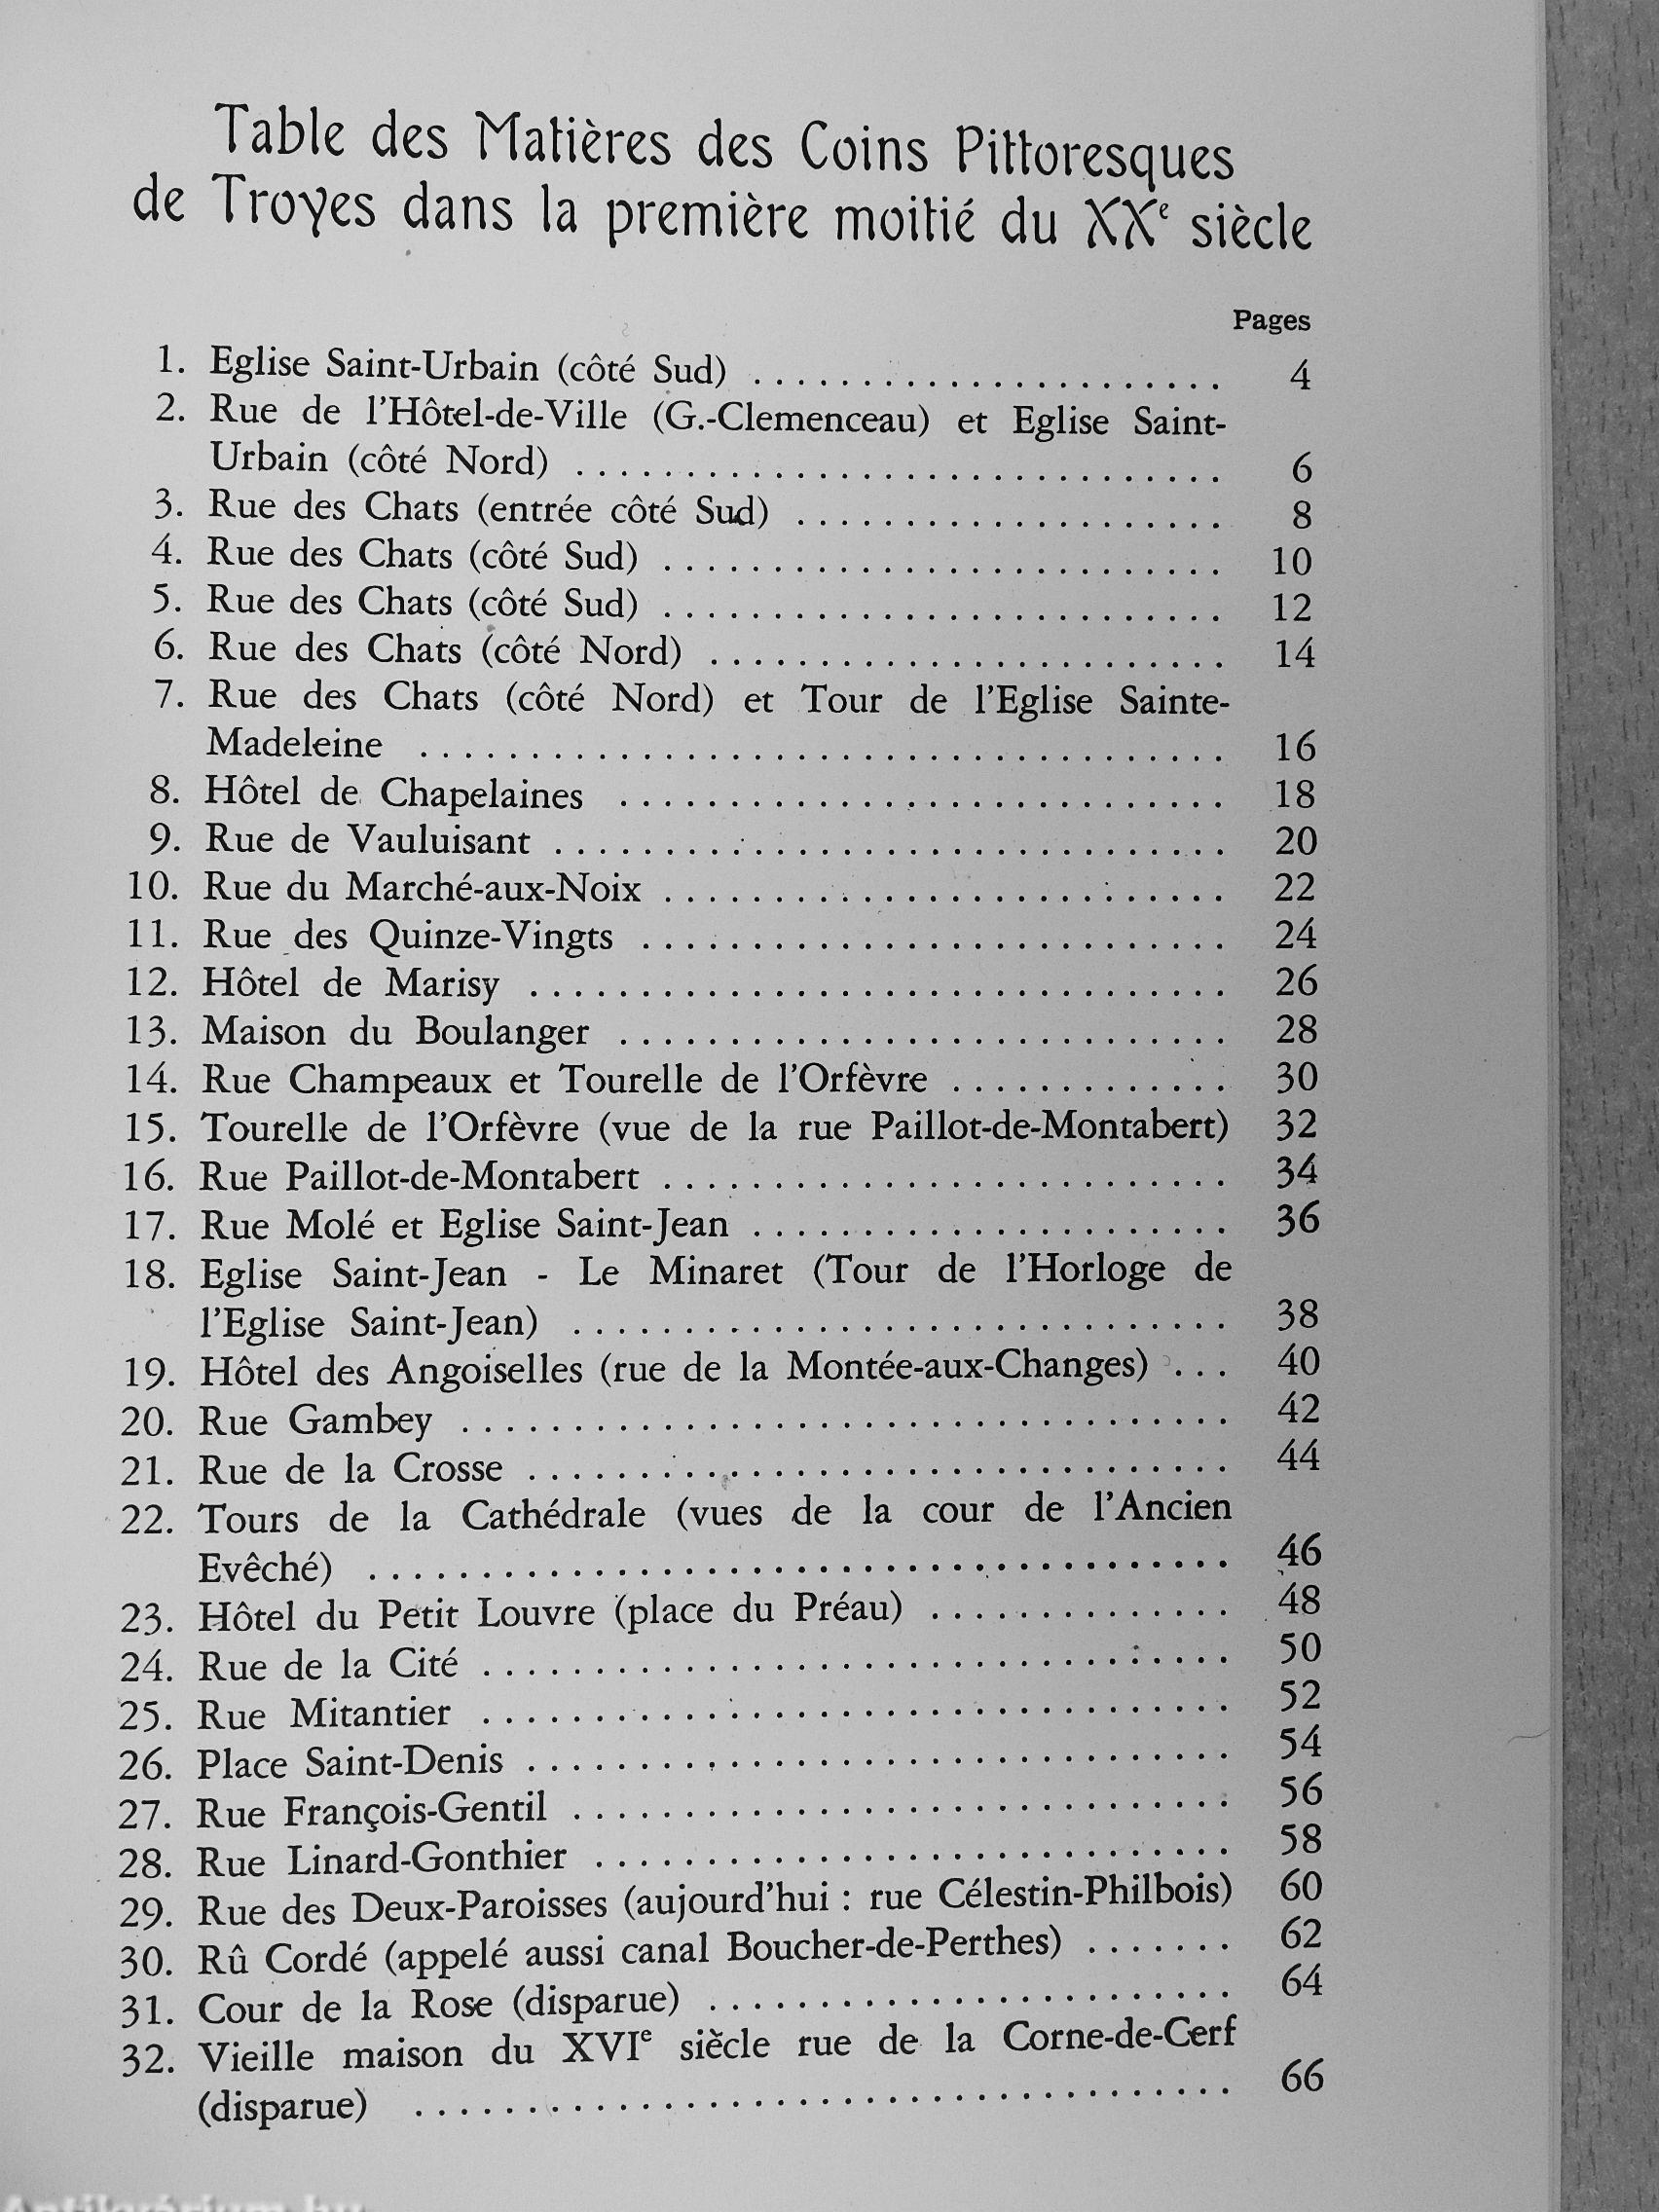 Table des Matières des Coins Pittoresques
de Troyes dans la première moitié du XXe siècle
Pages
1. Eglise Saint-Urbain (côté Sud) ...................... 4
2. Rue de l'Hôtel-de-Ville (G.-Clemenceau) et Eglise Saint-
Urbain (côté Nord) .............................. 6
3. Rue des Chats (entrée côté Sud) .................... 8
4. Rue des Chats (côté Sud) .......................... 10
5. Rue des Chats (côté Sud) .......................... 12
6. Rue des Chats (côté Nord) ........................ 14
7. Rue des Chats (côté Nord) et Tour de l'Eglise Sainte-
Madeleine ..................................... 16
8. Hôtel de Chapelaines ............................ 18
9. Rue de Vauluisant ............................... 20
10. Rue du Marché-aux-Noix .......................... 22
11. Rue des Quinze-Vingts ........................... 24
12. Hôtel de Marisy ................................ 26
13. Maison du Boulanger ............................ 28
14. Rue Champeaux et Tourelle de l'Orfèvre ............. 30
15. Tourelle de l'Orfèvre (vue de la rue Paillot-de-Montabert) 32
16. Rue Paillot-de-Montabert .......................... 34
17. Rue Molé et Eglise Saint-Jean ...................... 36
18. Eglise Saint-Jean - Le Minaret (Tour de l'Horloge de
l'Eglise Saint-Jean) .............................. 38
19. Hôtel des Angoiselles (rue de la Montée-aux-Changes) ... 40
20. Rue Gambey ................................... 42
21. Rue de la Crosse ................................ 44
22. Tours de la Cathédrale (vues de la cour de l'Ancien
Evêché) ....................................... 46
23. Hôtel du Petit Louvre (place du Préau) .............. 48
24. Rue de la Cité .................................. 50
25. Rue Mitantier .................................. 52
26. Place Saint-Denis ................................ 54
27. Rue François-Gentil .............................. 56
28. Rue Linard-Gonthier ............................. 58
29. Rue des Deux-Paroisses (aujourd'hui : rue Célestin-Philbois) 60
30. Rû Cordé (appelé aussi canal Boucher-de-Perthes) ....... 62
31. Cour de la Rose (disparue) ........................ 64
32. Vieille maison du XVIe siècle rue de la Corne-de-Cerf
(disparue) ..................................... 66